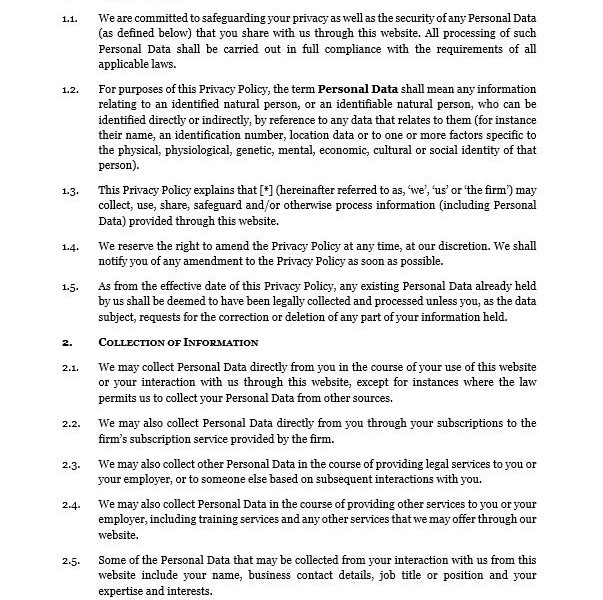 1.1. We are committed to safeguarding your privacy as well as the security of any Personal Data
(as defined below) that you share with us through this website. All processing of such
Personal Data shall be carried out in full compliance with the requirements of all
applicable laws.
1.2. For purposes of this Privacy Policy, the term Personal Data shall mean any information
relating to an identified natural person, or an identifiable natural person, who can be
identified directly or indirectly, by reference to any data that relates to them (for instance
their name, an identification number, location data or to one or more factors specific to
the physical, physiological, genetic, mental, economic, cultural or social identity of that
person).
1.3. This Privacy Policy explains that [*] (hereinafter referred to as, ‘we’, ‘us’ or ‘the firm’) may
collect, use, share, safeguard and/or otherwise process information (including Personal
Data) provided through this website.
1.4. We reserve the right to amend the Privacy Policy at any time, at our discretion. We shall
notify you of any amendment to the Privacy Policy as soon as possible.
1.5. As from the effective date of this Privacy Policy, any existing Personal Data already held
by us shall be deemed to have been legally collected and processed unless you, as the data
subject, requests for the correction or deletion of any part of your information held.
2. COLLECTION OF INFORMATION
2.1. We may collect Personal Data directly from you in the course of your use of this website
or your interaction with us through this website, except for instances where the law
permits us to collect your Personal Data from other sources.
2.2. We may also collect Personal Data directly from you through your subscriptions to the
firm’s subscription service provided by the firm.
2.3. We may also collect other Personal Data in the course of providing legal services to you or
your employer, or to someone else based on subsequent interactions with you.
2.4. We may also collect Personal Data in the course of providing other services to you or your
employer, including training services and any other services that we may offer through our
website.
2.5. Some of the Personal Data that may be collected from your interaction with us from this
website include your name, business contact details, job title or position and your
expertise and interests.